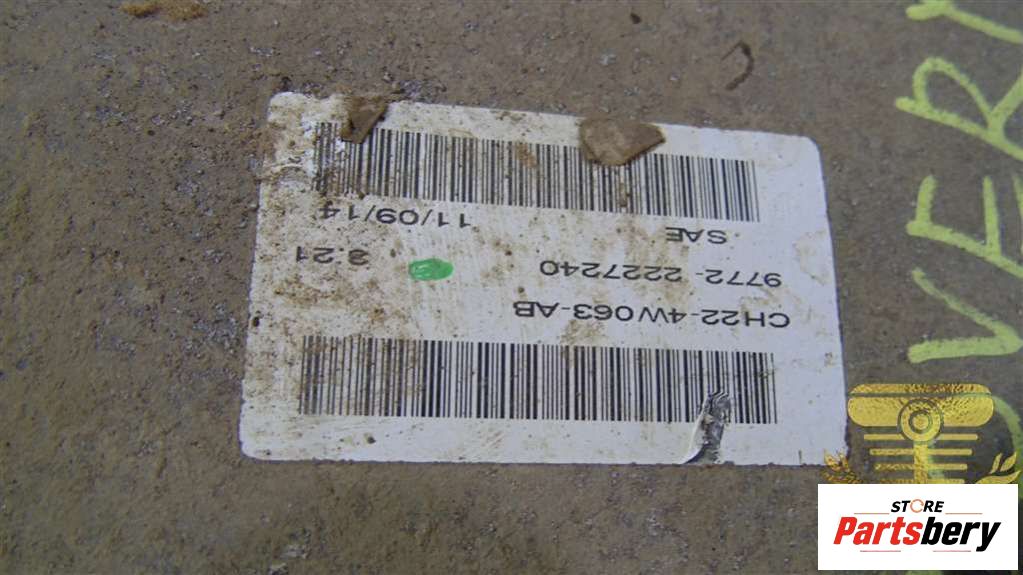 CH22-4W063-AB
9772-2227240
3.21
SAE
11/09/14
STORE
Partsbery